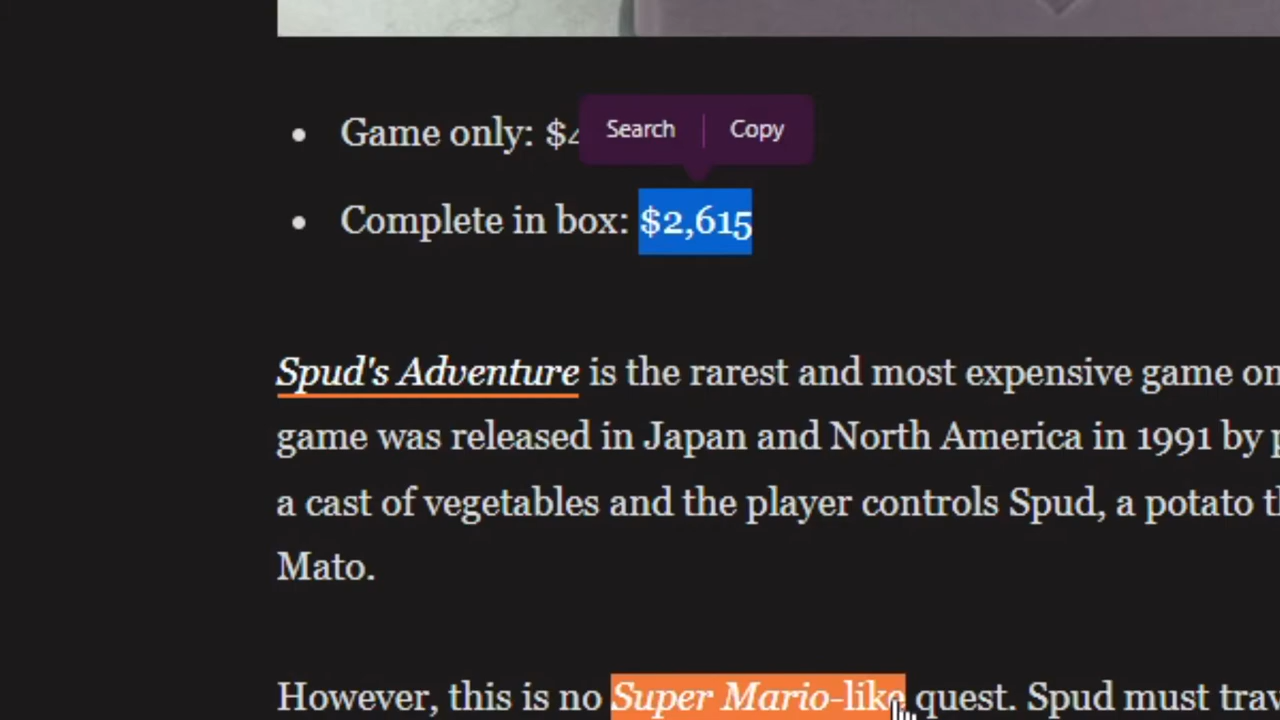 Search Copy
Game only: $4
Complete in box: $2,615
Spud's Adventure is the rarest and most expensive game on
game was released in Japan and North America in 1991 by
a cast of vegetables and the player controls Spud, a potato
Mato.
However, this is no Super Mario-like quest. Spud must